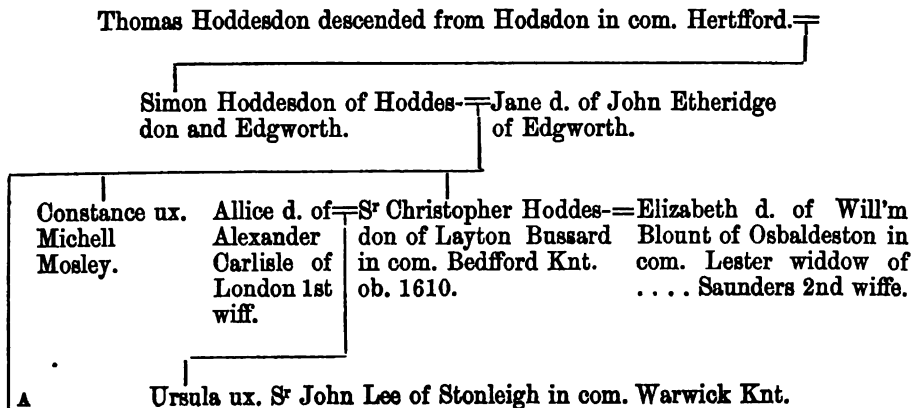 Thomas Hoddesdon descended from Hodsdon in com. Hertfford.
Simon Hoddesdon of Hoddes-
don and Edgworth.
Jane d. of John Etheridge
of Edgworth.
Constance ux.
Michell
Mosley.
Allice d. of
Alexander
Carlisle of
London 1st
wiff.
Sr Christopher Hoddes-
don of Layton Bussard
in com. Bedfford Knt.
ob. 1610.
Elizabeth d. of Will'm
Blount of Osbaldeston in
com. Lester widdow of
. . . . Saunders 2nd wiffe.
A
Ursula ux. Sr John Lee of Stonleigh in com. Warwick Knt.